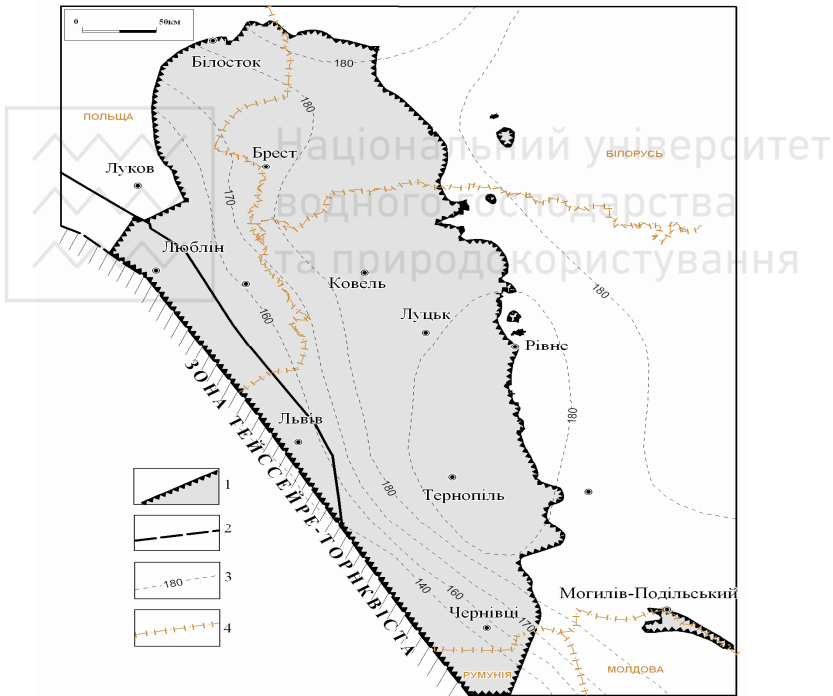 0 50км
Білосток
180
180
ПОЛЬЩА
Національний університет
БІЛОРУСЬ
Брест
Луков
170
водного господарства
Люблін
та природокористування
Ковель
180
160
Луцьк
Рівне
ЗОНА ТЕЙССЕЙРЕ-ТОРНКВІСТА
180
Львів
1
180
Тернопіль
2
180
3
140
160
Могилів-Подільський
Чернівці
170
4
РУМУНІЯ
МОЛДОВА